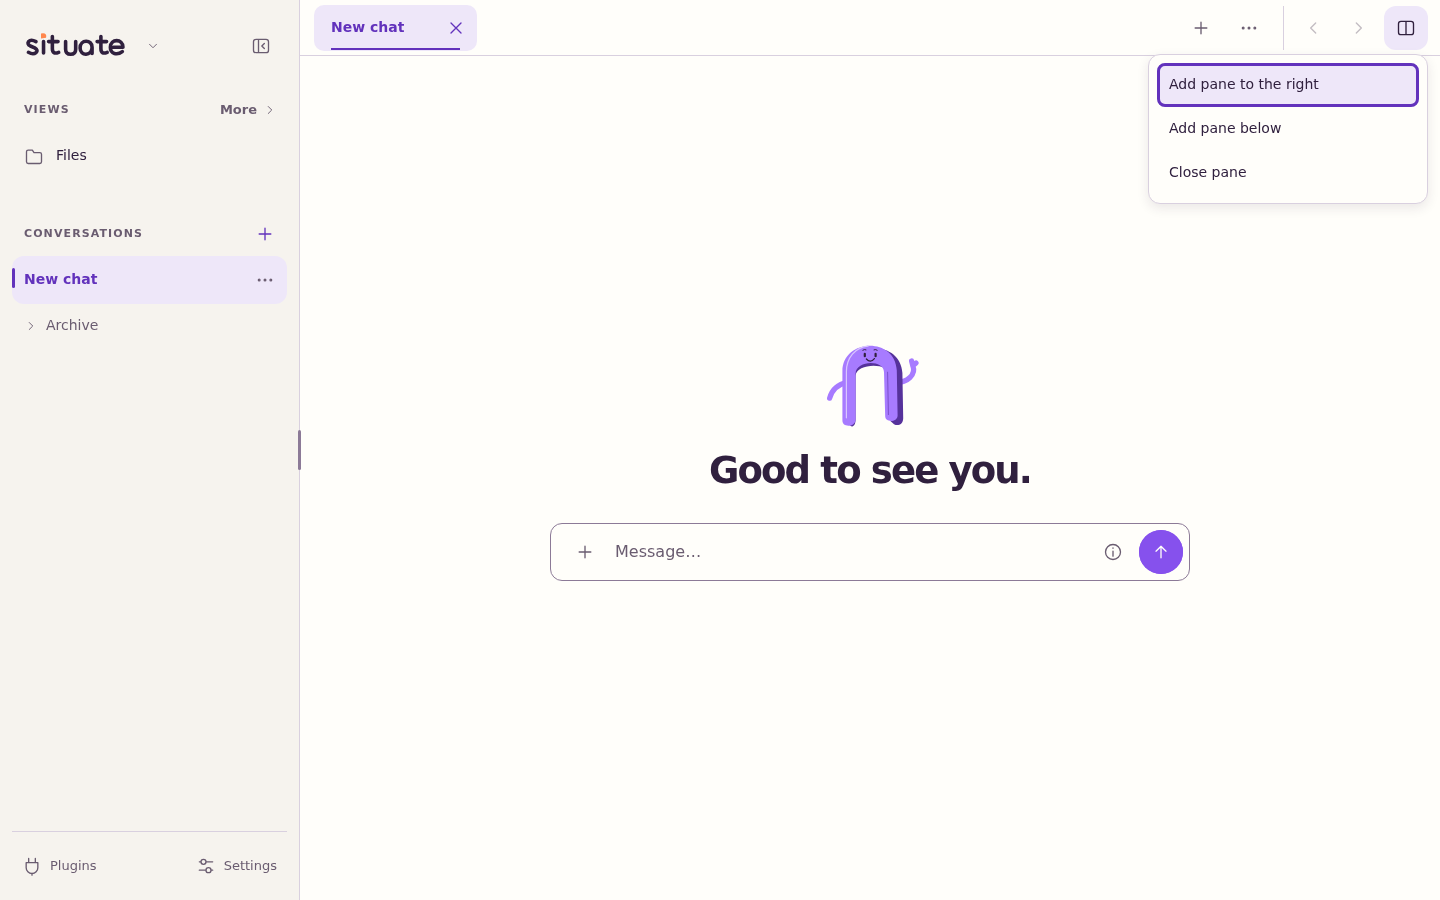 situate
VIEWS
More
Files
CONVERSATIONS
New chat
Archive
Plugins
Settings
New chat
Add pane to the right
Add pane below
Close pane
Good to see you.
Message...